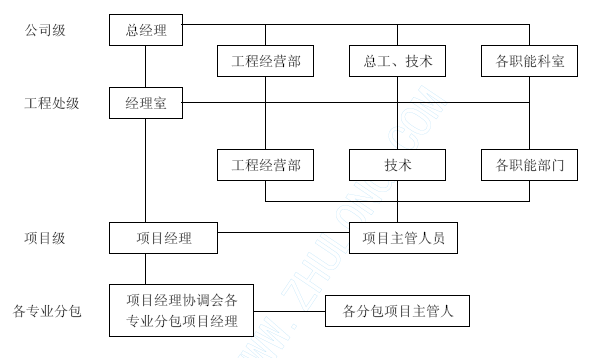 公司级
总经理
工程经营部
总工、技术
各职能科室
工程处级
经理室
工程经营部
技术
各职能部门
项目级
项目经理
项目主管人员
各专业分包
项目经理协调会各
专业分包项目经理
各分包项目主管人
WWW.ZHULONG.COM